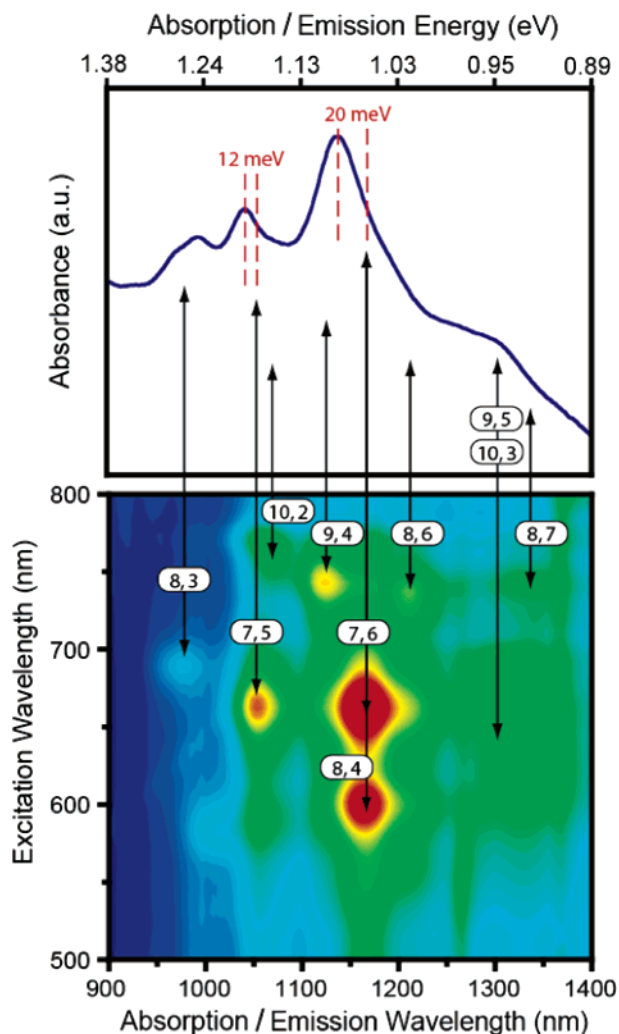 Absorption / Emission Energy (eV)
1.38 1.24 1.13 1.03 0.95 0.89
Absorbance (a.u.)
20 meV
12 meV
9,5
10,3
800
700
600
500
Excitation Wavelength (nm)
10,2
9,4
8,6
8,7
8,3
7,5
7,6
8,4
900 1000 1100 1200 1300 1400
Absorption / Emission Wavelength (nm)